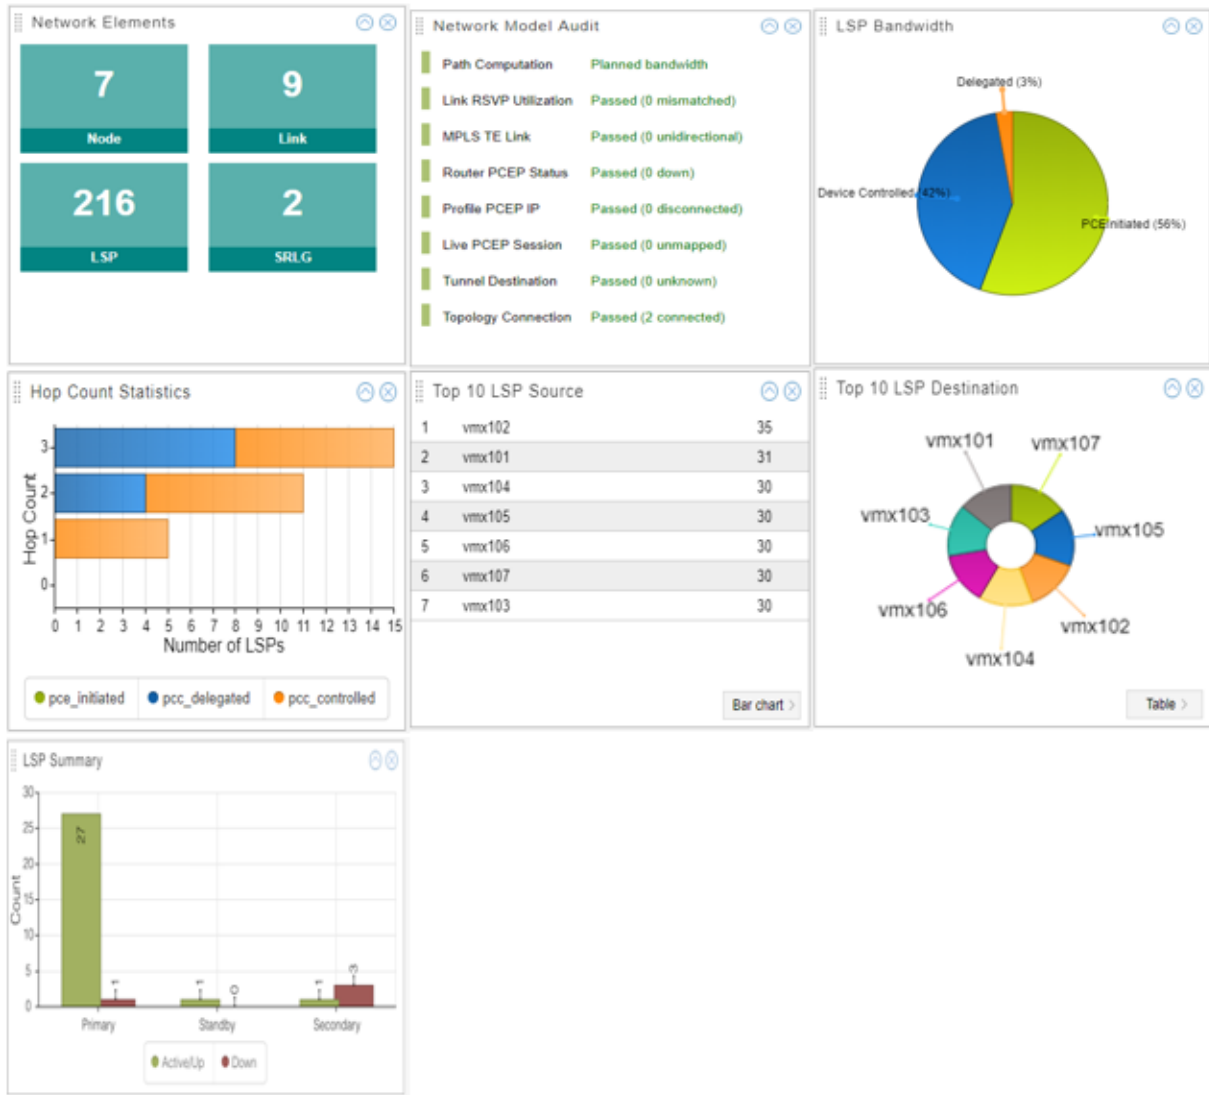 Network Elements
7
Node
9
Link
216
LSP
2
SRLG
Network Model Audit
Path Computation Planned bandwidth
Link RSVP Utilization Passed (0 mismatched)
MPLS TE Link Passed (0 unidirectional)
Router PCEP Status Passed (0 down)
Profile PCEP IP Passed (0 disconnected)
Live PCEP Session Passed (0 unmapped)
Tunnel Destination Passed (0 unknown)
Topology Connection Passed (2 connected)
LSP Bandwidth
Delegated (3%)
Device Controlled (42%)
PCEInitiated (56%)
Hop Count Statistics
Hop Count
3
2
1
0
0 1 2 3 4 5 6 7 8 9 10 11 12 13 14 15
Number of LSPs
pce_initiated pcc_delegated pcc_controlled
Top 10 LSP Source
1 vmx102 35
2 vmx101 31
3 vmx104 30
4 vmx105 30
5 vmx106 30
6 vmx107 30
7 vmx103 30
Bar chart >
Top 10 LSP Destination
vmx101
vmx107
vmx103
vmx105
vmx106
vmx102
vmx104
Table >
LSP Summary
Count
30
25
20
15
10
5
0
27
1
1
0
1
3
Primary Standby Secondary
Active/Up Down